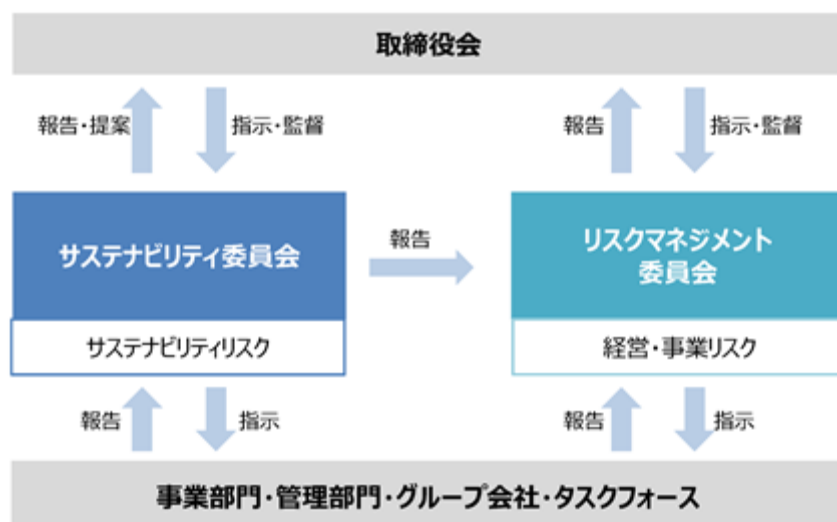 取締役会
報告・提案
指示・監督
報告
指示・監督
サステナビリティ委員会
報告
リスクマネジメント
委員会
サステナビリティリスク
経営・事業リスク
報告
指示
報告
指示
事業部門・管理部門・グループ会社・タスクフォース